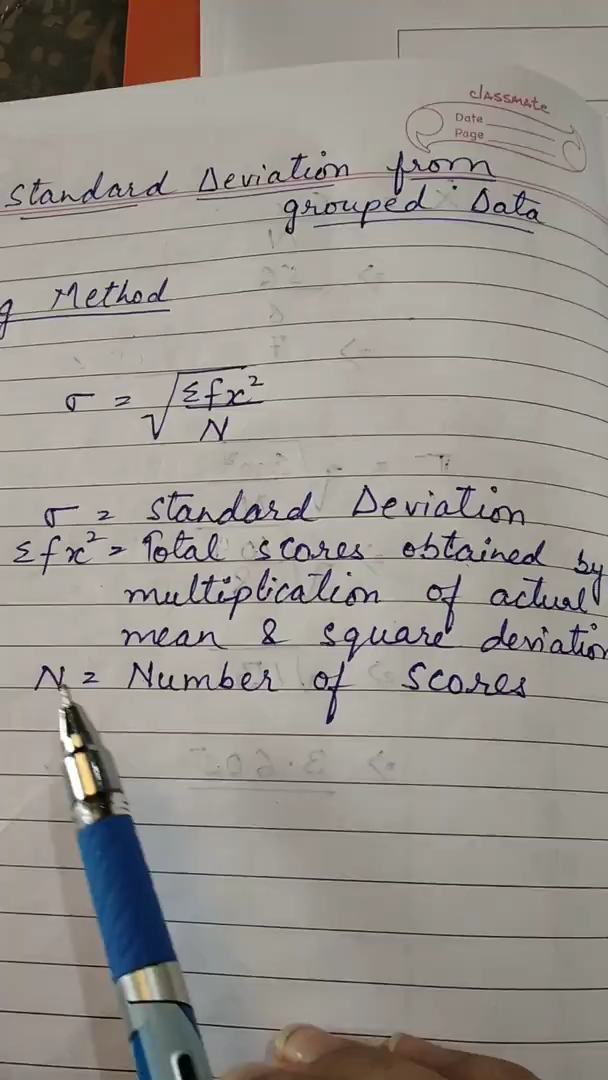 classmate
Date
Page
Standard Deviation from
grouped Data
g Method
σ = √Σfx²/N
σ = Standard Deviation
Σfx² = Total scores obtained by
multiplication of actual
mean & square deviation
N = Number of Scores